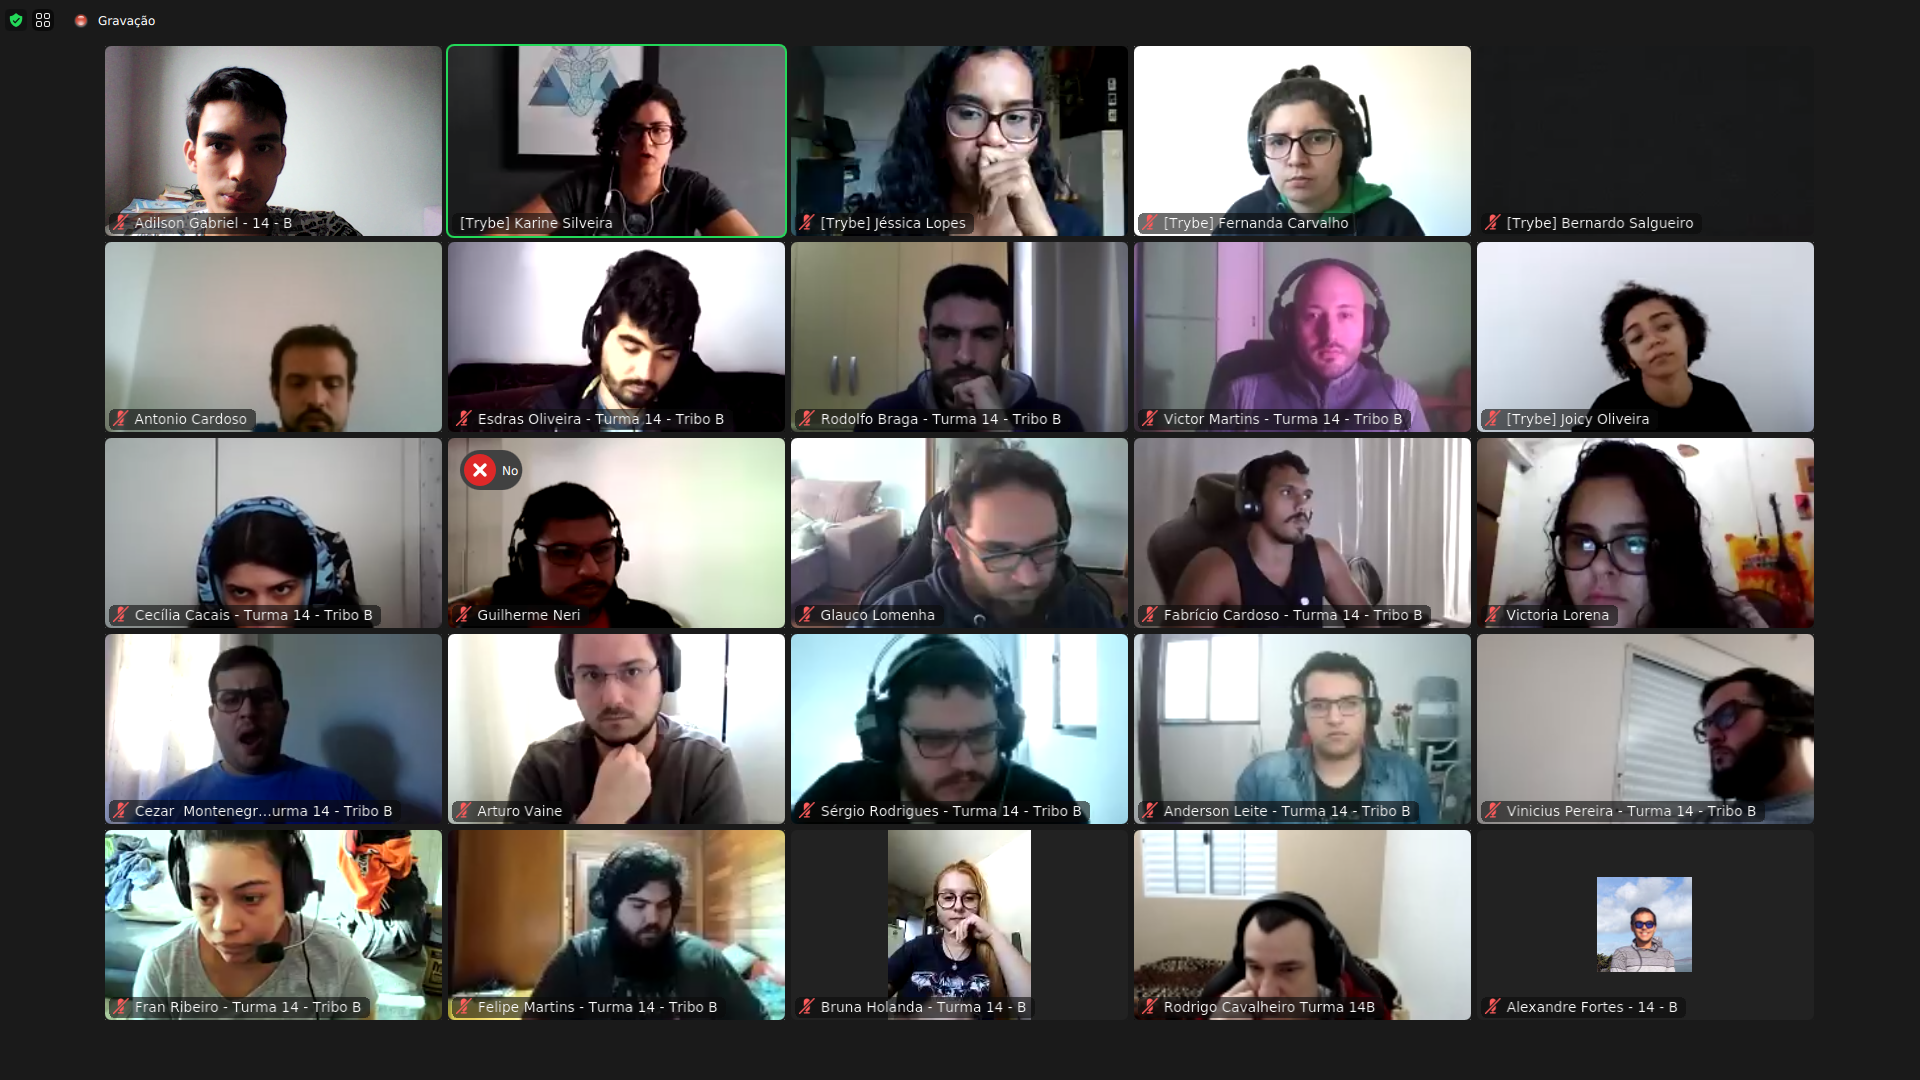 Gravação
Adilson Gabriel - 14 - B
[Trybe] Karine Silveira
[Trybe] Jéssica Lopes
[Trybe] Fernanda Carvalho
[Trybe] Bernardo Salgueiro
Antonio Cardoso
Esdras Oliveira - Turma 14 - Tribo B
Rodolfo Braga - Turma 14 - Tribo B
Victor Martins - Turma 14 - Tribo B
[Trybe] Joicy Oliveira
No
Cecília Cacais - Turma 14 - Tribo B
Guilherme Neri
Glauco Lomenha
Fabrício Cardoso - Turma 14 - Tribo B
Victoria Lorena
Cezar Montenegr...urma 14 - Tribo B
Arturo Vaine
Sérgio Rodrigues - Turma 14 - Tribo B
Anderson Leite - Turma 14 - Tribo B
Vinicius Pereira - Turma 14 - Tribo B
Fran Ribeiro - Turma 14 - Tribo B
Felipe Martins - Turma 14 - Tribo B
Bruna Holanda - Turma 14 - B
Rodrigo Cavalheiro Turma 14B
Alexandre Fortes - 14 - B